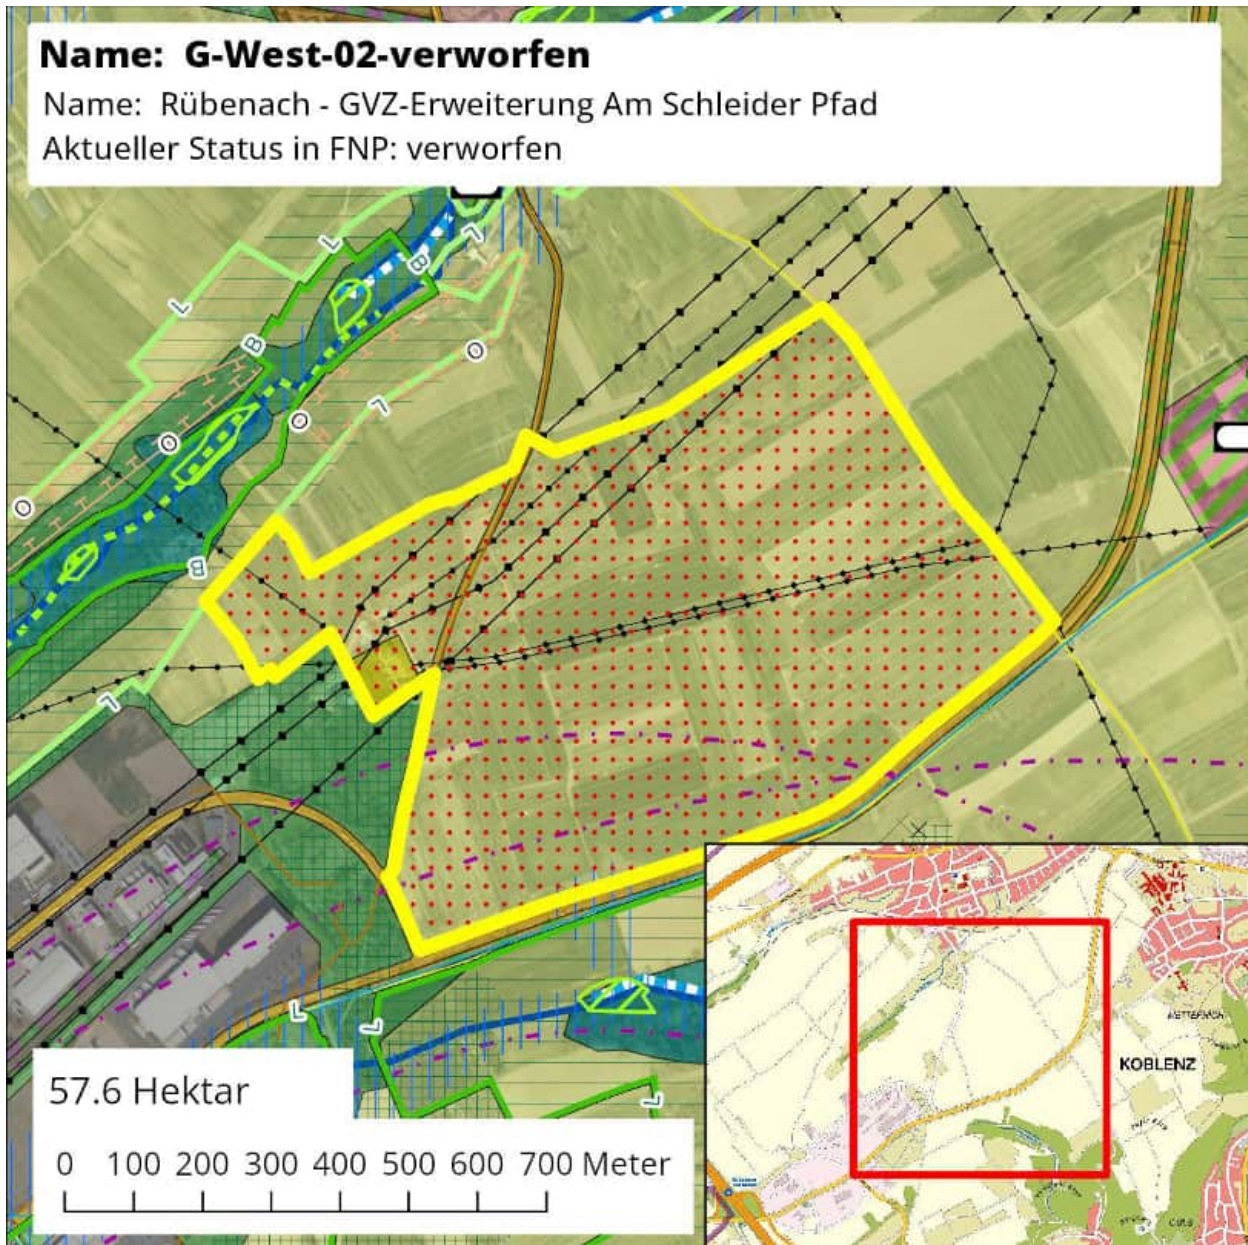 Name: G-West-02-verworfen
Name: Rübenach - GVZ-Erweiterung Am Schleider Pfad
Aktueller Status in FNP: verworfen
L
L
B
L
B
O
L
O
O
O
B
L
L
L
L
57.6 Hektar
0 100 200 300 400 500 600 700 Meter
METTERNICH
KOBLENZ